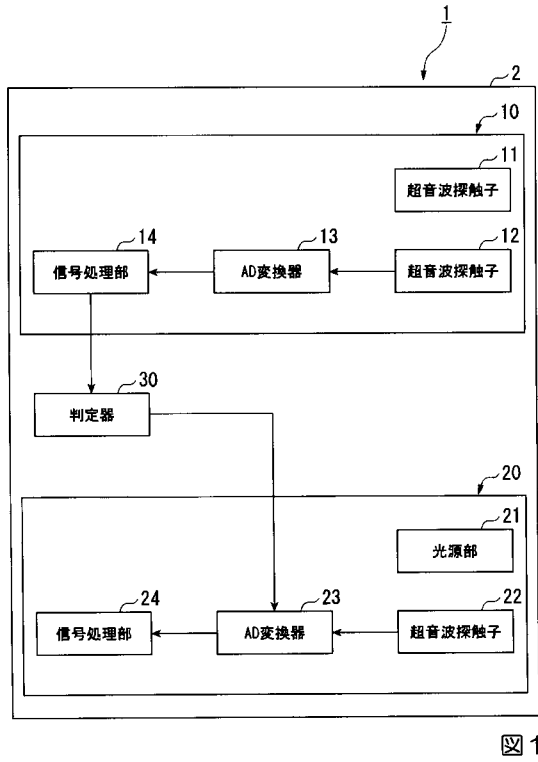 1
2
10
11
超音波探触子
14
13
12
信号処理部
AD変換器
超音波探触子
30
判定器
20
21
光源部
24
23
22
信号処理部
AD変換器
超音波探触子
図1